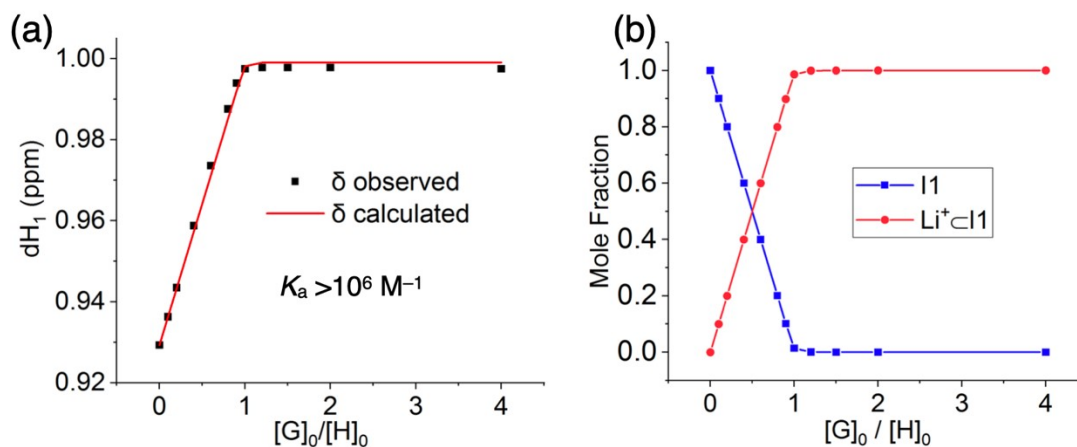 (a)
1.00
0.98
0.96
0.94
0.92
dH₁ (ppm)
δ observed
δ calculated
Kₐ >10⁶ M⁻¹
0 1 2 3 4
[G]₀/[H]₀
(b)
1.0
0.8
0.6
0.4
0.2
0.0
Mole Fraction
I1
Li⁺⊂I1
0 1 2 3 4
[G]₀ / [H]₀